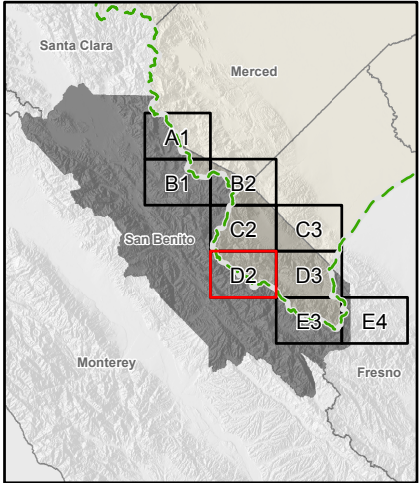 Santa Clara
Merced
A1
B1 B2
San Benito
C2 C3
D2 D3
E3 E4
Monterey
Fresno